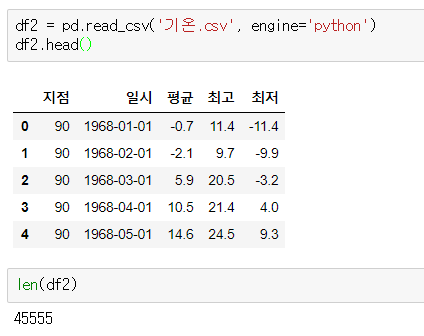 df2 = pd.read_csv('기온.csv', engine='python')
df2.head()
지점 일시 평균 최고 최저
0 90 1968-01-01 -0.7 11.4 -11.4
1 90 1968-02-01 -2.1 9.7 -9.9
2 90 1968-03-01 5.9 20.5 -3.2
3 90 1968-04-01 10.5 21.4 4.0
4 90 1968-05-01 14.6 24.5 9.3
len(df2)
45555